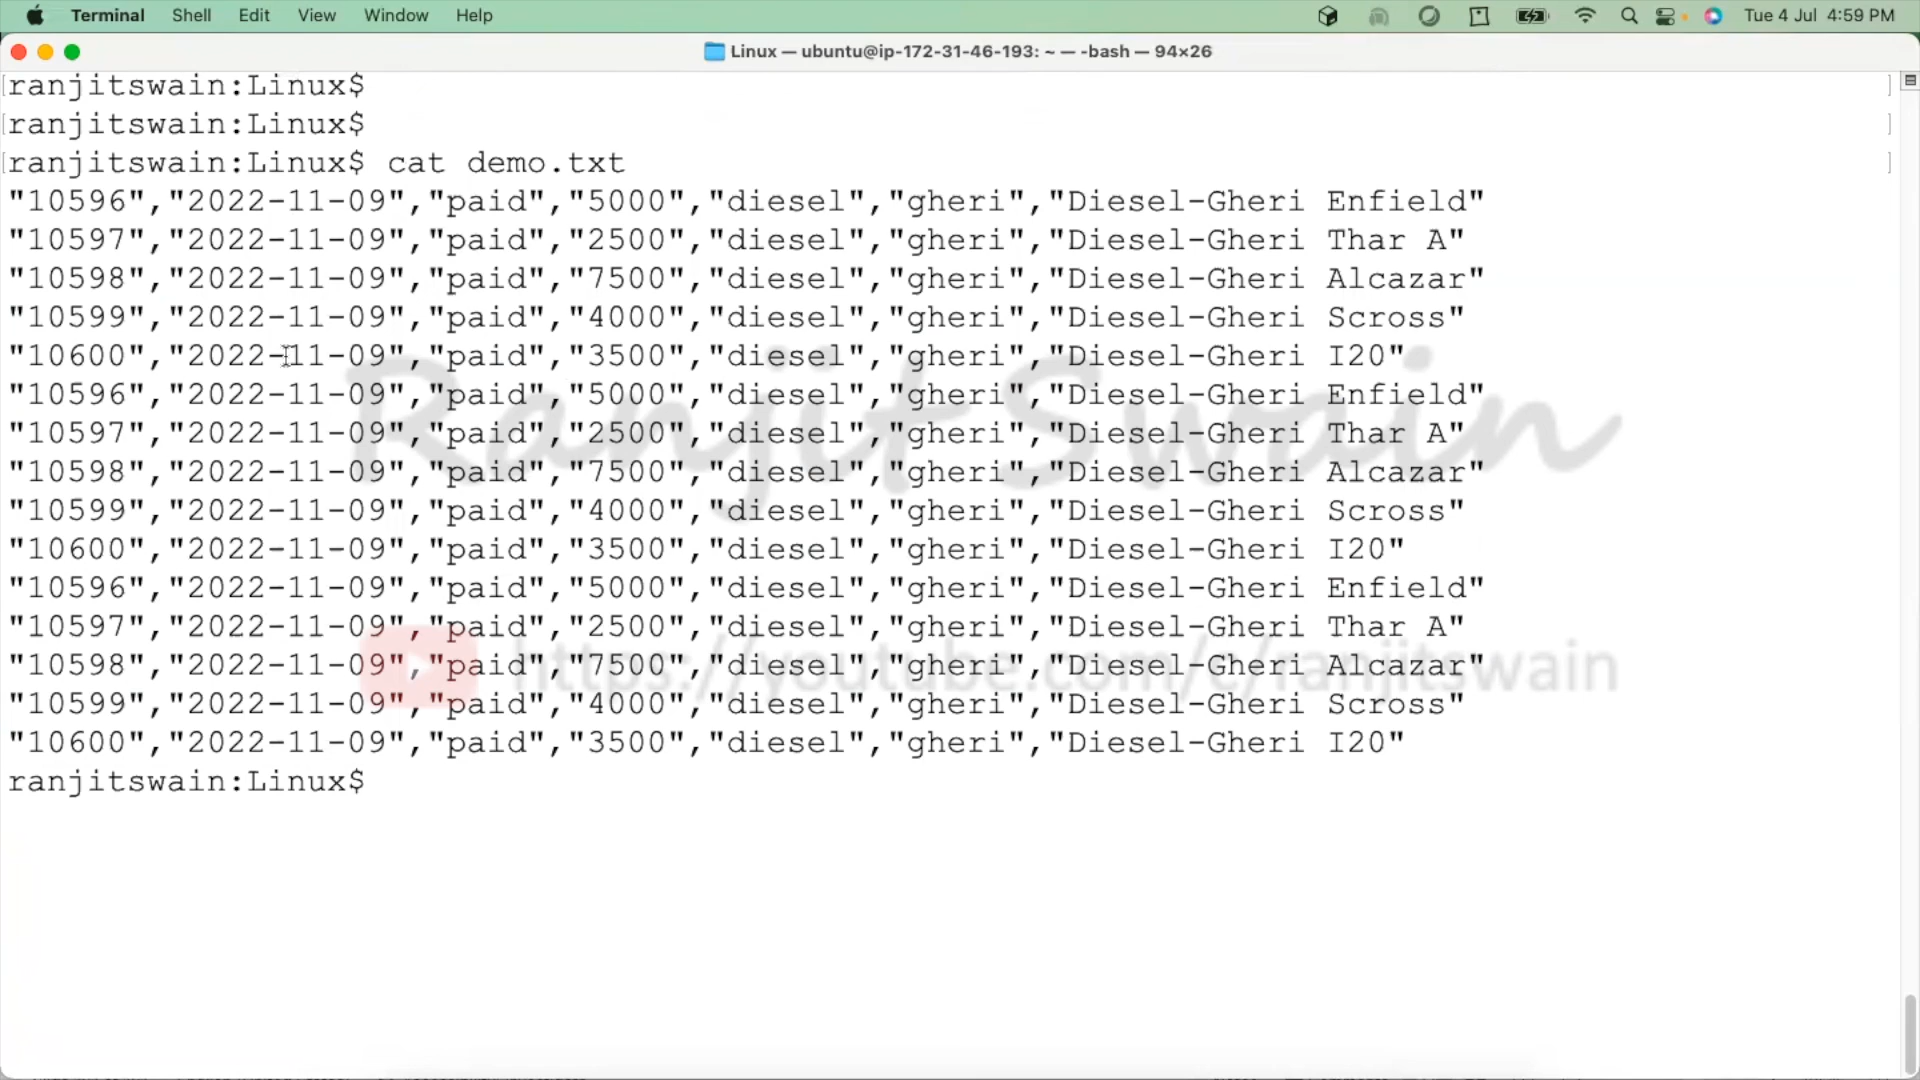 Terminal Shell Edit View Window Help Tue 4 Jul 4:59 PM
Linux — ubuntu@ip-172-31-46-193: ~ — -bash — 94×26
ranjitswain:Linux$
ranjitswain:Linux$
ranjitswain:Linux$ cat demo.txt
"10596","2022-11-09","paid","5000","diesel","gheri","Diesel-Gheri Enfield"
"10597","2022-11-09","paid","2500","diesel","gheri","Diesel-Gheri Thar A"
"10598","2022-11-09","paid","7500","diesel","gheri","Diesel-Gheri Alcazar"
"10599","2022-11-09","paid","4000","diesel","gheri","Diesel-Gheri Scross"
"10600","2022-11-09","paid","3500","diesel","gheri","Diesel-Gheri I20"
"10596","2022-11-09","paid","5000","diesel","gheri","Diesel-Gheri Enfield"
Ranjit Swain
"10597","2022-11-09","paid","2500","diesel","gheri","Diesel-Gheri Thar A"
"10598","2022-11-09","paid","7500","diesel","gheri","Diesel-Gheri Alcazar"
"10599","2022-11-09","paid","4000","diesel","gheri","Diesel-Gheri Scross"
"10600","2022-11-09","paid","3500","diesel","gheri","Diesel-Gheri I20"
"10596","2022-11-09","paid","5000","diesel","gheri","Diesel-Gheri Enfield"
"10597","2022-11-09","paid","2500","diesel","gheri","Diesel-Gheri Thar A"
"10598","2022-11-09","paid","7500","diesel","gheri","Diesel-Gheri Alcazar"
https://youtube.com/c/ranjitswain
"10599","2022-11-09","paid","4000","diesel","gheri","Diesel-Gheri Scross"
"10600","2022-11-09","paid","3500","diesel","gheri","Diesel-Gheri I20"
ranjitswain:Linux$